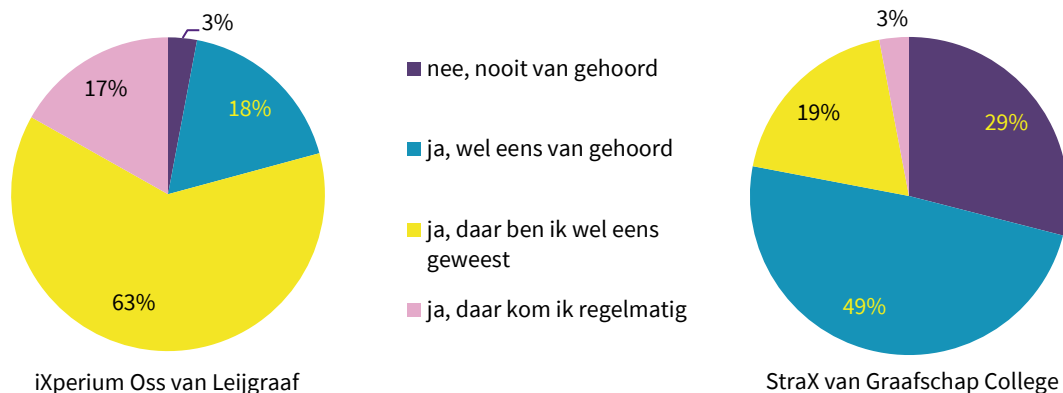 3%
17%
18%
63%
iXperium Oss van Leijgraaf
nee, nooit van gehoord
ja, wel eens van gehoord
ja, daar ben ik wel eens
geweest
ja, daar kom ik regelmatig
3%
19%
29%
49%
StraX van Graafschap College